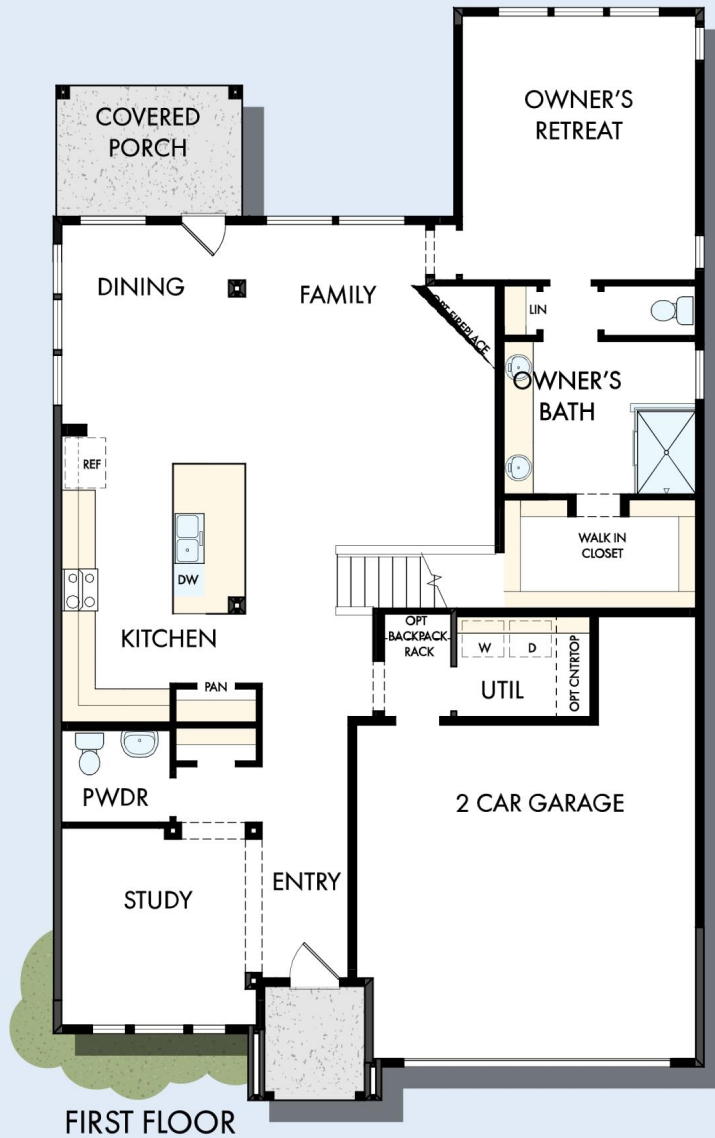 OWNER'S
RETREAT
COVERED
PORCH
DINING
FAMILY
OPT FIREPLACE
LIN
OWNER'S
BATH
REF
WALK IN
CLOSET
DW
KITCHEN
OPT
BACKPACK
RACK
W
D
OPT CNTRTOP
UTIL
PAN
PWDR
2 CAR GARAGE
STUDY
ENTRY
FIRST FLOOR